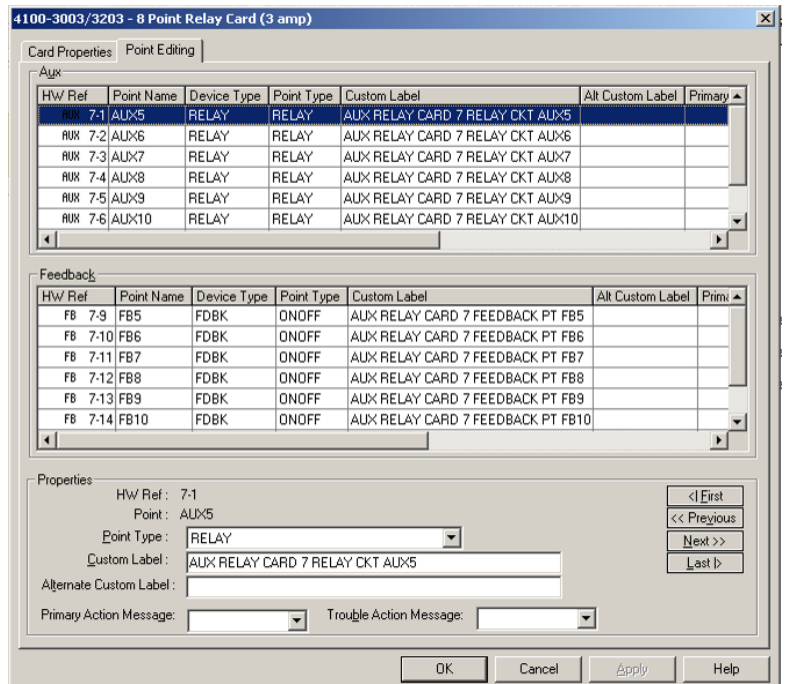 4100-3003/3203 - 8 Point Relay Card (3 amp)
Card Properties Point Editing
Aux
HW Ref Point Name Device Type Point Type Custom Label Alt Custom Label Primary
AUX 7-1 AUX5 RELAY RELAY AUX RELAY CARD 7 RELAY CKT AUX5
AUX 7-2 AUX6 RELAY RELAY AUX RELAY CARD 7 RELAY CKT AUX6
AUX 7-3 AUX7 RELAY RELAY AUX RELAY CARD 7 RELAY CKT AUX7
AUX 7-4 AUX8 RELAY RELAY AUX RELAY CARD 7 RELAY CKT AUX8
AUX 7-5 AUX9 RELAY RELAY AUX RELAY CARD 7 RELAY CKT AUX9
AUX 7-6 AUX10 RELAY RELAY AUX RELAY CARD 7 RELAY CKT AUX10
Feedback
HW Ref Point Name Device Type Point Type Custom Label Alt Custom Label Prima
FB 7-9 FB5 FDBK ONOFF AUX RELAY CARD 7 FEEDBACK PT FB5
FB 7-10 FB6 FDBK ONOFF AUX RELAY CARD 7 FEEDBACK PT FB6
FB 7-11 FB7 FDBK ONOFF AUX RELAY CARD 7 FEEDBACK PT FB7
FB 7-12 FB8 FDBK ONOFF AUX RELAY CARD 7 FEEDBACK PT FB8
FB 7-13 FB9 FDBK ONOFF AUX RELAY CARD 7 FEEDBACK PT FB9
FB 7-14 FB10 FDBK ONOFF AUX RELAY CARD 7 FEEDBACK PT FB10
Properties
HW Ref : 7-1
Point : AUX5
Point Type : RELAY
Custom Label : AUX RELAY CARD 7 RELAY CKT AUX5
Alternate Custom Label :
Primary Action Message: Trouble Action Message:
<| First
<< Previous
Next >>
Last |>
OK Cancel Apply Help